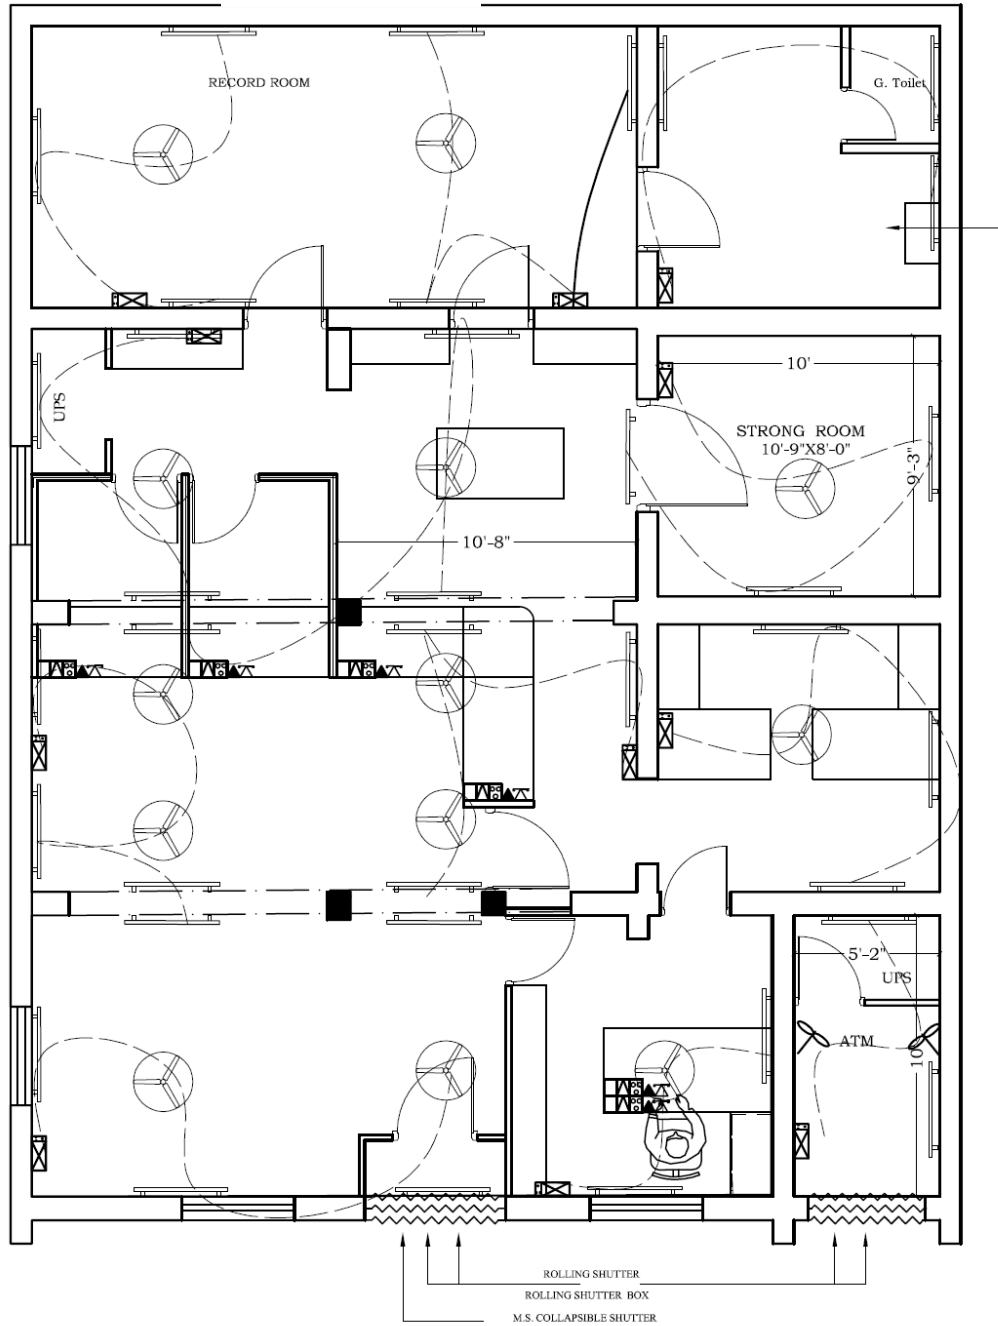 RECORD ROOM
G. Toilet
UPS
10'
STRONG ROOM
10'-9"X8'-0"
9'-3"
10'-8"
5'-2"
UPS
ATM
10'
ROLLING SHUTTER
ROLLING SHUTTER BOX
M.S. COLLAPSIBLE SHUTTER